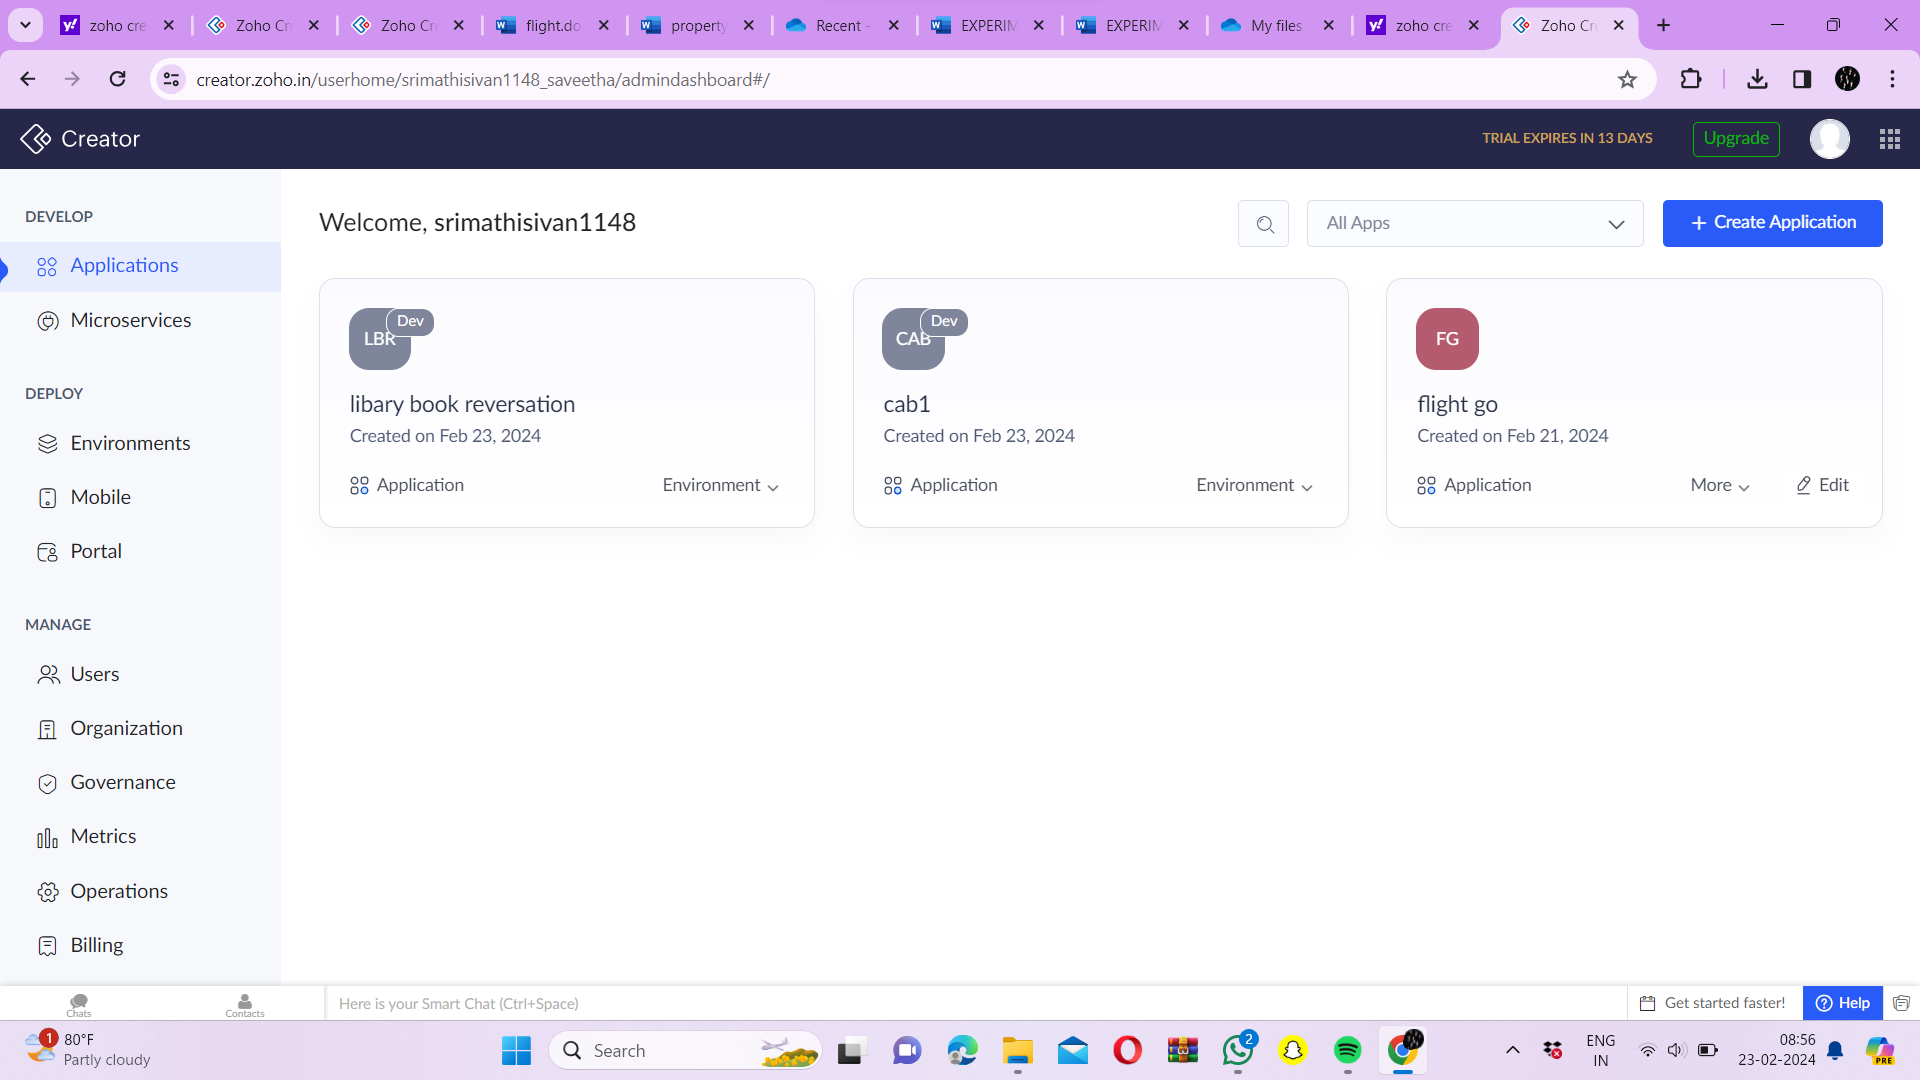 zoho cre
Zoho Cr
Zoho Cr
flight.do
property
Recent -
EXPERIM
EXPERIM
My files
zoho cre
Zoho Cr
creator.zoho.in/userhome/srimathisivan1148_saveetha/admindashboard#/
Creator
TRIAL EXPIRES IN 13 DAYS
Upgrade
DEVELOP
Applications
Microservices
DEPLOY
Environments
Mobile
Portal
MANAGE
Users
Organization
Governance
Metrics
Operations
Billing
Welcome, srimathisivan1148
All Apps
+ Create Application
LBR
Dev
libary book reversation
Created on Feb 23, 2024
Application
Environment
CAB
Dev
cab1
Created on Feb 23, 2024
Application
Environment
FG
flight go
Created on Feb 21, 2024
Application
More
Edit
Chats
Contacts
Here is your Smart Chat (Ctrl+Space)
Get started faster!
Help
1
80°F
Partly cloudy
Search
2
ENG
IN
08:56
23-02-2024
PRE